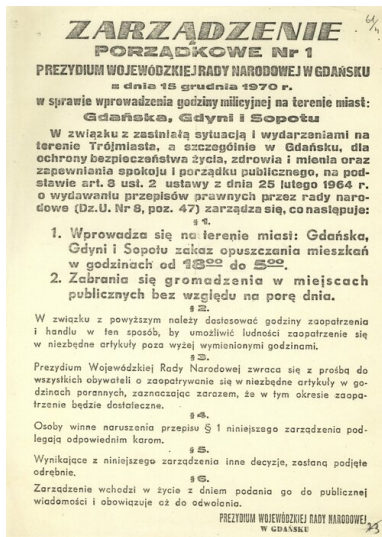 ZARZĄDZENIE
PORZĄDKOWE Nr 1
PREZYDIUM WOJEWÓDZKIEJ RADY NARODOWEJ W GDAŃSKU
z dnia 15 grudnia 1970 r.
w sprawie wprowadzenia godziny milicyjnej na terenie miast:
Gdańska, Gdyni i Sopotu
W związku z zastniałą sytuacją i wydarzeniami na
terenie Trójmiasta, a szczególnie w Gdańsku, dla
ochrony bezpieczeństwa życia, zdrowia i mienia oraz
zapewniania spokoju i porządku publicznego, na pod-
stawie art. 8 ust. 2 ustawy z dnia 25 lutego 1964 r.
o wydawaniu przepisów prawnych przez rady naro-
dowe (Dz.U. Nr 8, poz. 47) zarządza się, co następuje:
§ 1.
1. Wprowadza się na terenie miast: Gdańska,
Gdyni i Sopotu zakaz opuszczania mieszkań
w godzinach od 18⁰⁰ do 5⁰⁰.
2. Zabrania się gromadzenia w miejscach
publicznych bez względu na porę dnia.
§ 2.
W związku z powyższym należy dostosować godziny zaopatrzenia
i handlu w ten sposób, by umożliwić ludności zaopatrzenie się
w niezbędne artykuły poza wyżej wymienionymi godzinami.
§ 3.
Prezydium Wojewódzkiej Rady Narodowej zwraca się z prośbą do
wszystkich obywateli o zaopatrywanie się w niezbędne artykuły w go-
dzinach porannych, zaznaczając zarazem, że w tym okresie zaopa-
trzenie będzie dostateczne.
§ 4.
Osoby winne naruszenia przepisu § 1 niniejszego zarządzenia pod-
legają odpowiednim karom.
§ 5.
Wynikające z niniejszego zarządzenia inne decyzje, zostaną podjęte
odrębnie.
§ 6.
Zarządzenie wchodzi w życie z dniem podania go do publicznej
wiadomości i obowiązuje aż do odwołania.
PREZYDIUM WOJEWÓDZKIEJ RADY NARODOWEJ
W GDAŃSKU